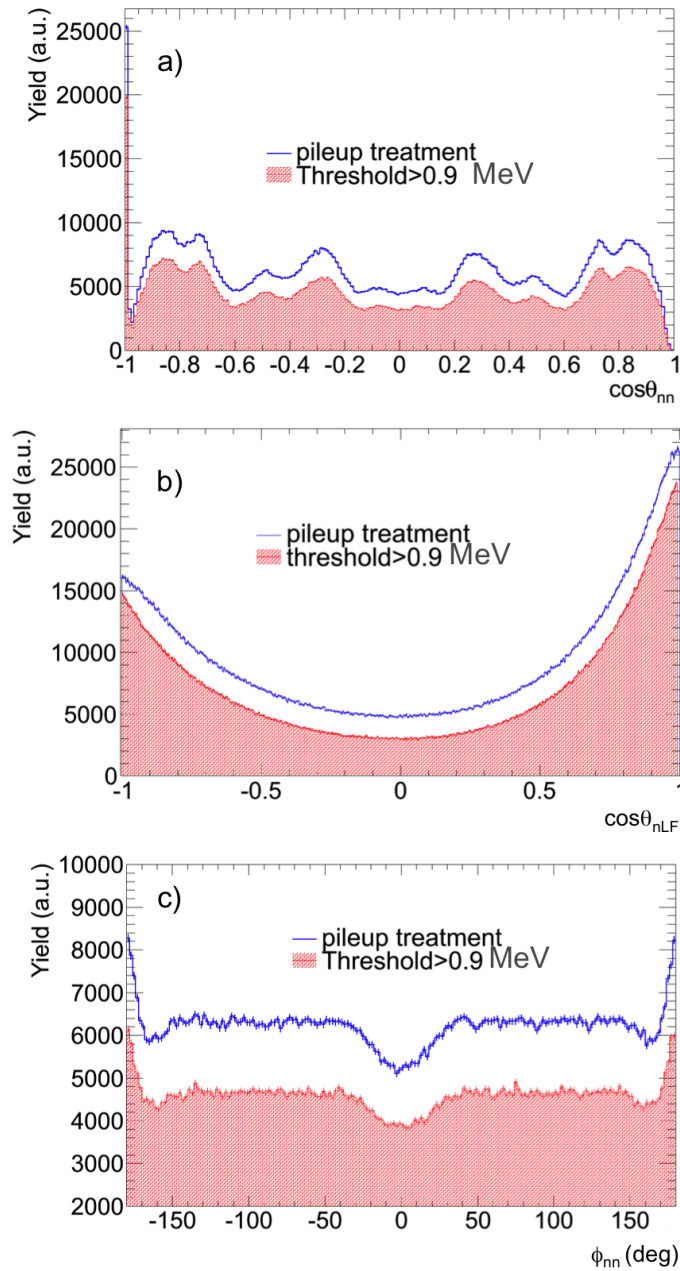 a)
Yield (a.u.)
25000
20000
15000
10000
5000
0
pileup treatment
Threshold>0.9 MeV
-1 -0.8 -0.6 -0.4 -0.2 0 0.2 0.4 0.6 0.8 1
cosθnn
b)
Yield (a.u.)
25000
20000
15000
10000
5000
0
pileup treatment
threshold>0.9 MeV
-1 -0.5 0 0.5 1
cosθnLF
c)
Yield (a.u.)
10000
9000
8000
7000
6000
5000
4000
3000
2000
pileup treatment
Threshold>0.9 MeV
-150 -100 -50 0 50 100 150
ϕnn (deg)